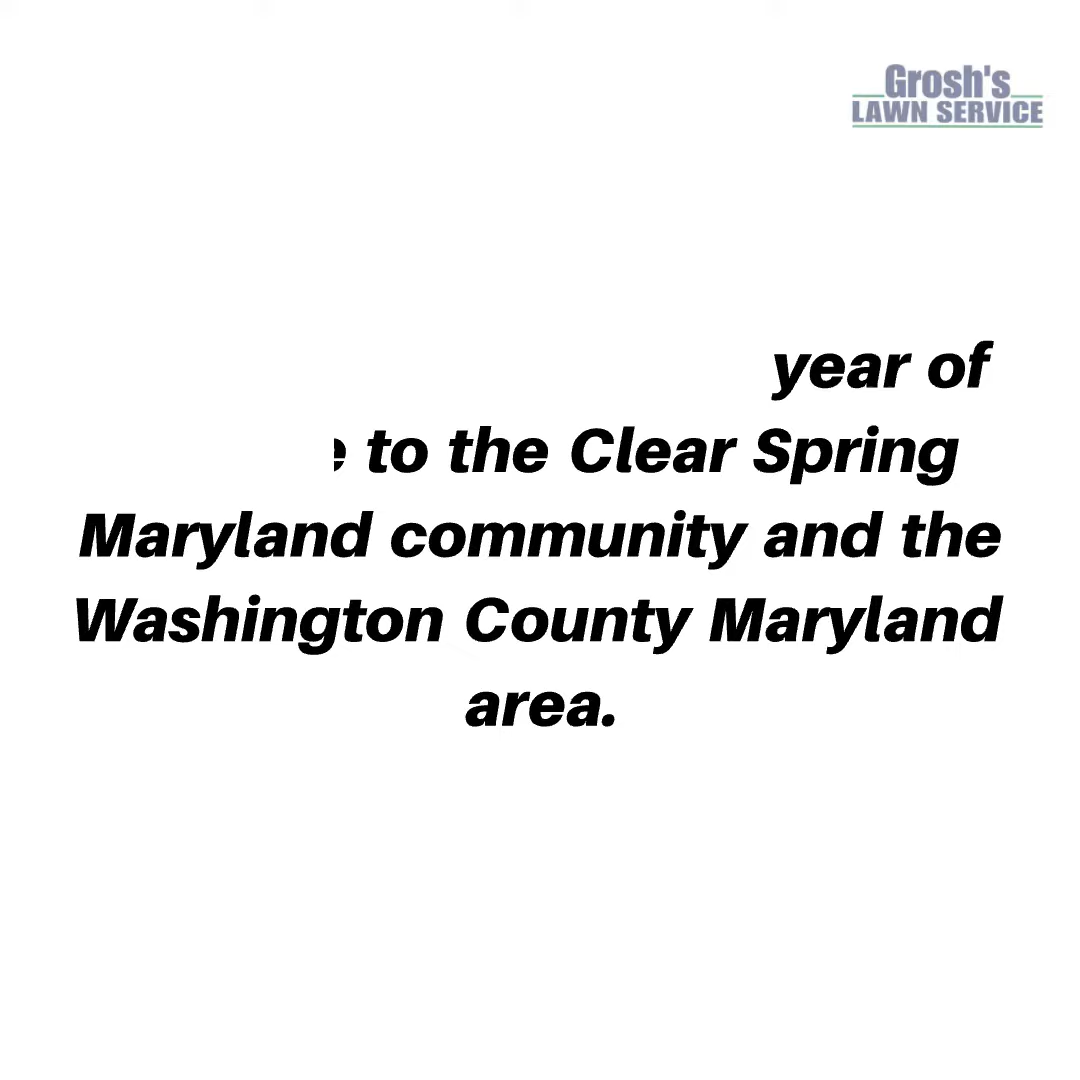 Grosh's
LAWN SERVICE
year of
to the Clear Spring
Maryland community and the
Washington County Maryland
area.